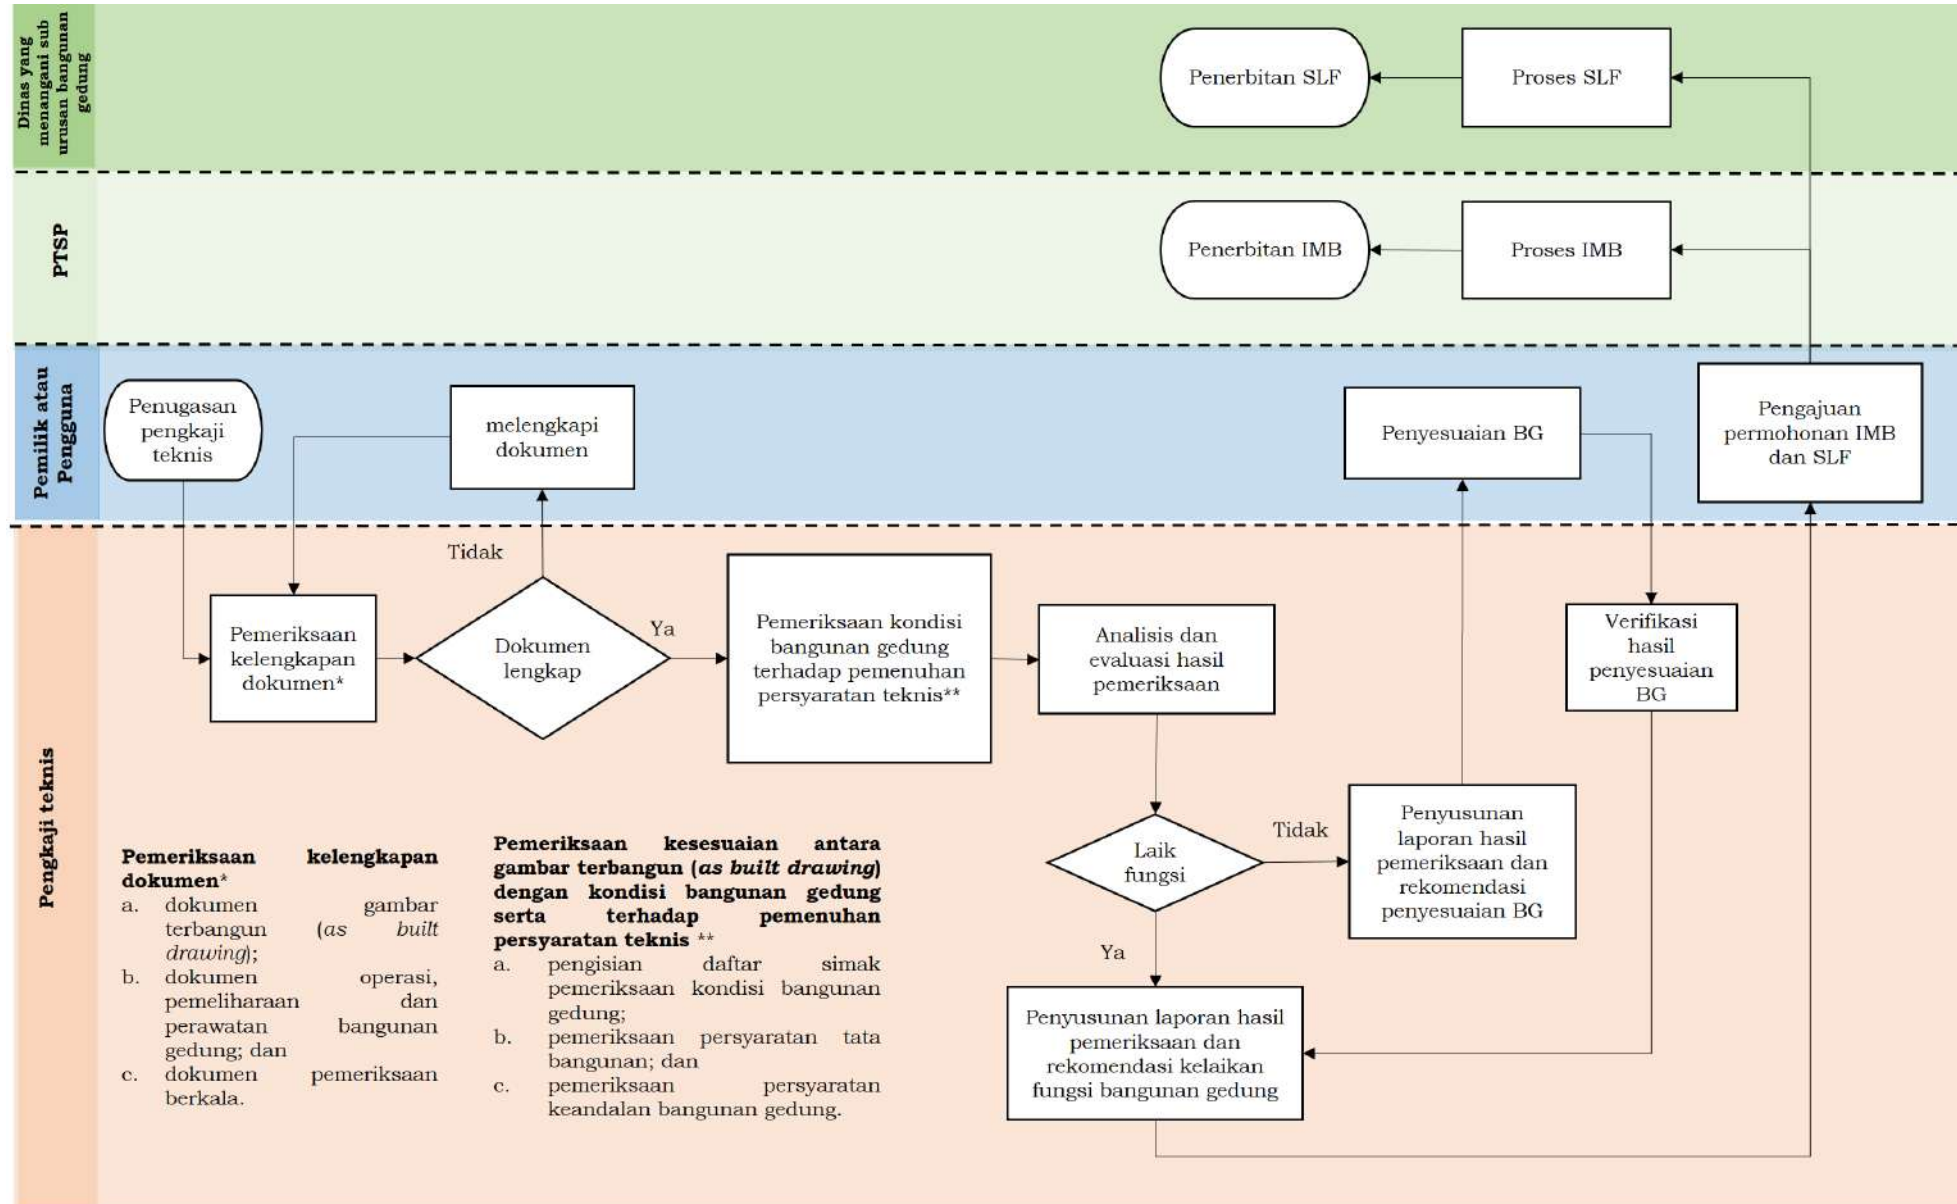 Dinas yang
menangani sub
urusan bangunan
gedung
Penerbitan SLF
Proses SLF
PTSP
Penerbitan IMB
Proses IMB
Pemilik atau
Pengguna
Penugasan
pengkaji
teknis
melengkapi
dokumen
Penyesuaian BG
Pengajuan
permohonan IMB
dan SLF
Pengkaji teknis
Pemeriksaan
kelengkapan
dokumen*
Tidak
Dokumen
lengkap
Ya
Pemeriksaan kondisi
bangunan gedung
terhadap pemenuhan
persyaratan teknis**
Analisis dan
evaluasi hasil
pemeriksaan
Verifikasi
hasil
penyesuaian
BG
Laik
fungsi
Tidak
Penyusunan
laporan hasil
pemeriksaan dan
rekomendasi
penyesuaian BG
Ya
Penyusunan laporan hasil
pemeriksaan dan
rekomendasi kelaikan
fungsi bangunan gedung
Pemeriksaan kelengkapan
dokumen*
a. dokumen gambar
terbangun (as built
drawing);
b. dokumen operasi,
pemeliharaan dan
perawatan bangunan
gedung; dan
c. dokumen pemeriksaan
berkala.
Pemeriksaan kesesuaian antara
gambar terbangun (as built drawing)
dengan kondisi bangunan gedung
serta terhadap pemenuhan
persyaratan teknis **
a. pengisian daftar simak
pemeriksaan kondisi bangunan
gedung;
b. pemeriksaan persyaratan tata
bangunan; dan
c. pemeriksaan persyaratan
keandalan bangunan gedung.